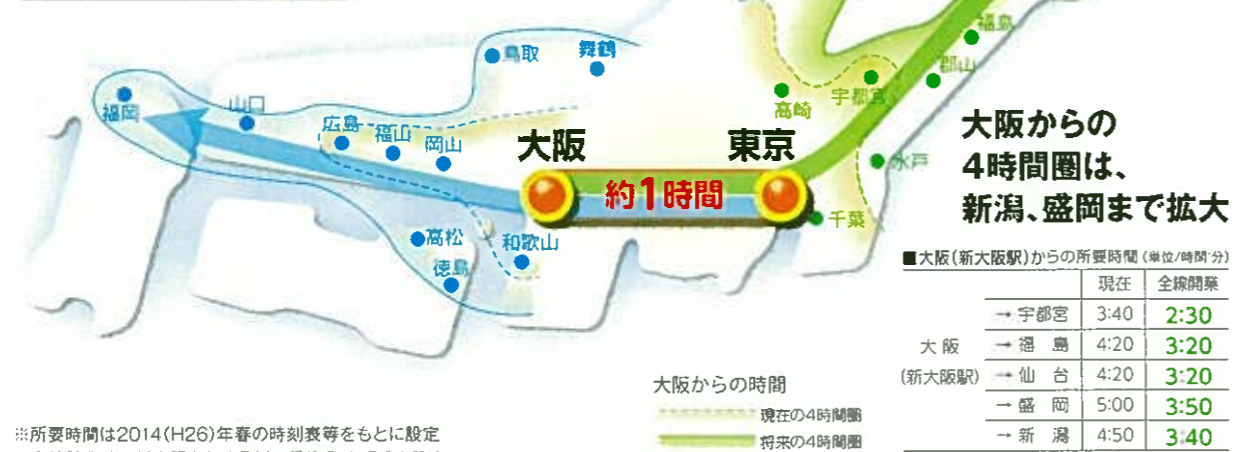 福島
鳥取
舞鶴
郡山
宇都宮
高崎
福岡
山口
広島
福山
岡山
大阪
東京
約1時間
水戸
千葉
大阪からの
4時間圏は、
新潟、盛岡まで拡大
高松
和歌山
徳島
■大阪(新大阪駅)からの所要時間(単位/時間:分)
現在 全線開業
→ 宇都宮 3:40 2:30
大阪 → 福島 4:20 3:20
(新大阪駅) → 仙台 4:20 3:20
→ 盛岡 5:00 3:50
→ 新潟 4:50 3:40
大阪からの時間
現在の4時間圏
将来の4時間圏
※所要時間は2014(H26)年春の時刻表等をもとに設定